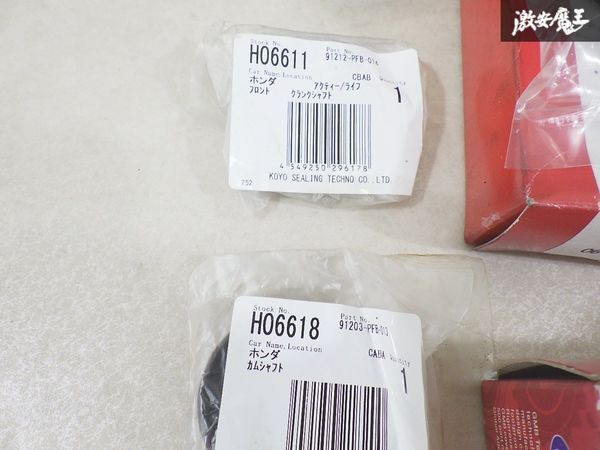 激安魔王
Stock No. Part No.
HO6611 91212-PFB-014
Car Name,Location CBAB Quantity
ホンダ アクティー/ライフ 1
フロント クランクシャフト
4 549250 296178
752 KOYO SEALING TECHNO CO.,LTD.
Stock No. Part No.
HO6618 91203-PFB-013
Car Name,Location CABA Quantity
ホンダ 1
カムシャフト
GMB